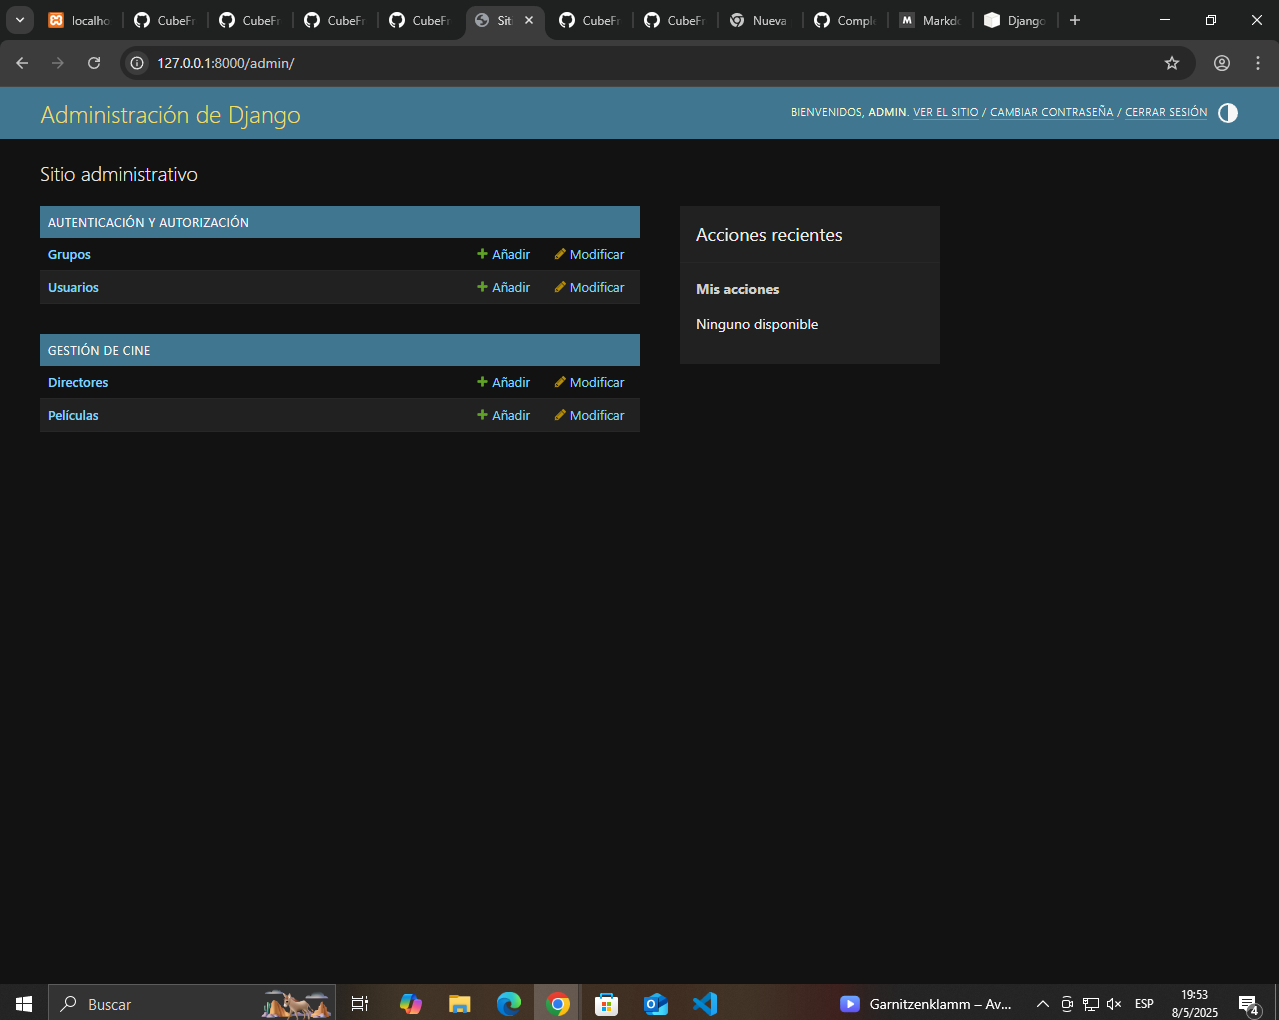 localho
CubeFr
CubeFr
CubeFr
CubeFr
Siti
CubeFr
CubeFr
Nueva
Comple
Markdo
Django
127.0.0.1:8000/admin/
Administración de Django
BIENVENIDOS, ADMIN. VER EL SITIO / CAMBIAR CONTRASEÑA / CERRAR SESIÓN
Sitio administrativo
AUTENTICACIÓN Y AUTORIZACIÓN
Grupos Añadir Modificar
Usuarios Añadir Modificar
GESTIÓN DE CINE
Directores Añadir Modificar
Películas Añadir Modificar
Acciones recientes
Mis acciones
Ninguno disponible
Buscar
Garnitzenklamm – Av...
ESP
19:53
8/5/2025
4